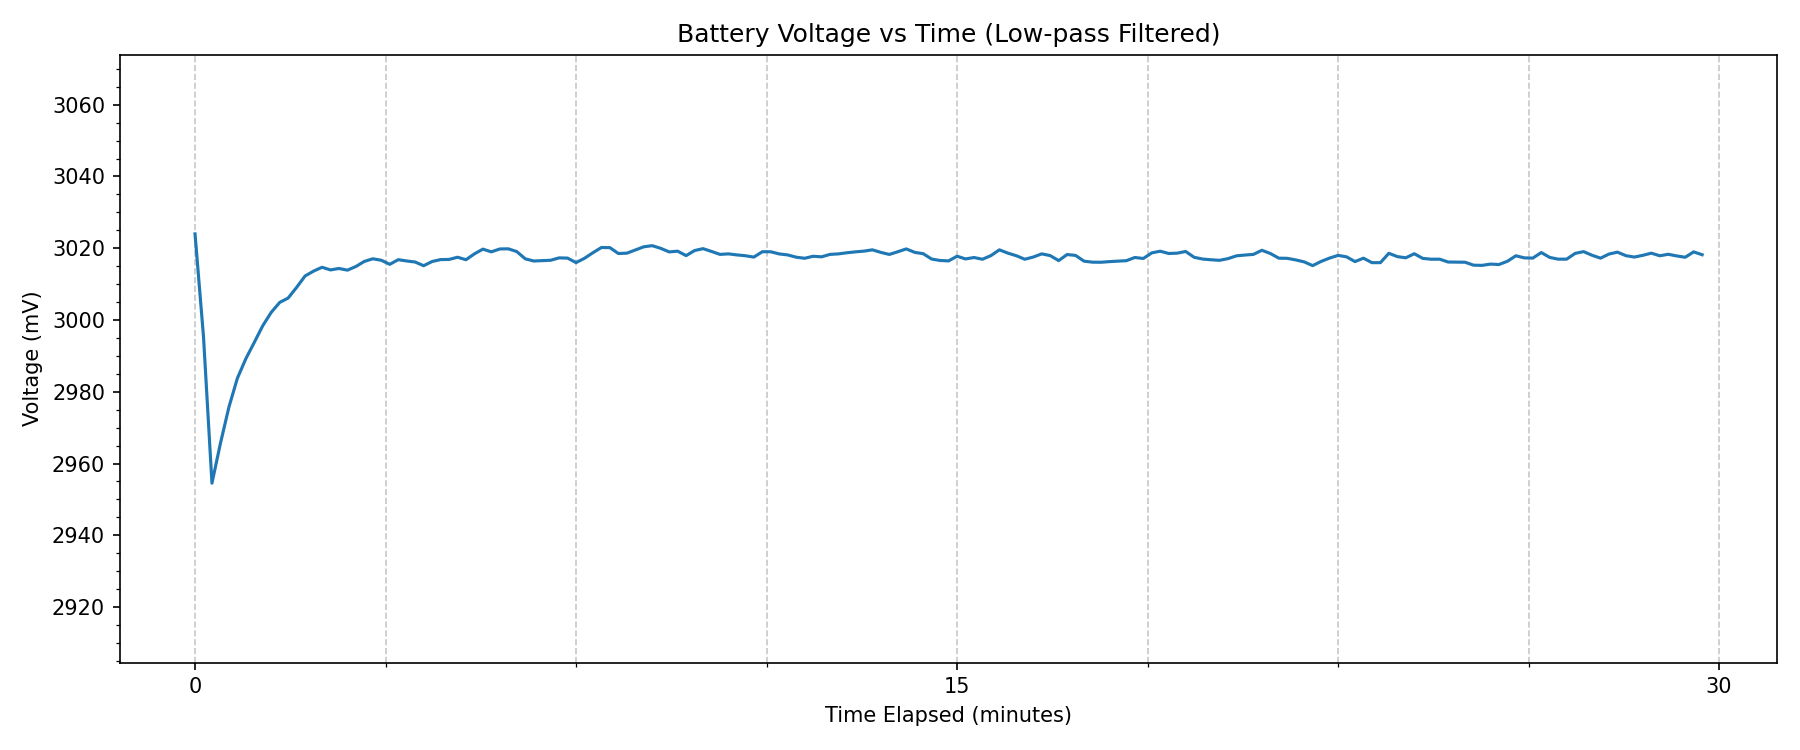 Battery Voltage vs Time (Low-pass Filtered)
Voltage (mV)
3060
3040
3020
3000
2980
2960
2940
2920
0 15 30
Time Elapsed (minutes)